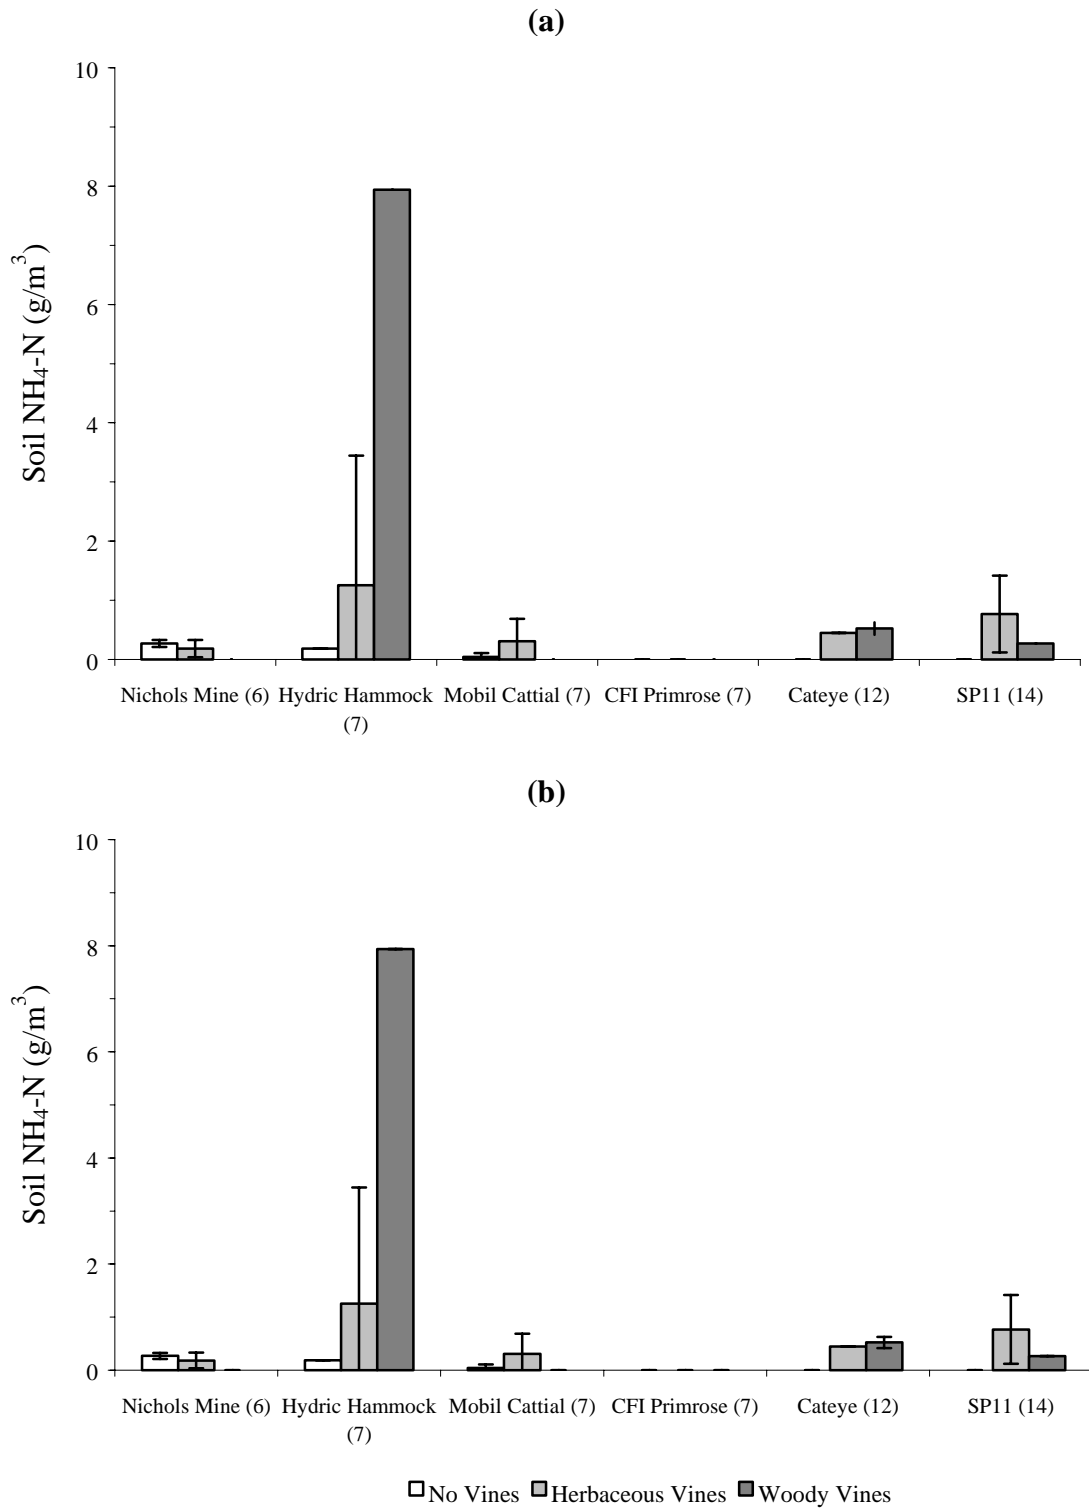 (a)
10
8
6
4
2
0
Soil NH₄-N (g/m³)
Nichols Mine (6) Hydric Hammock Mobil Cattial (7) CFI Primrose (7) Cateye (12) SP11 (14)
(7)
(b)
10
8
6
4
2
0
Soil NH₄-N (g/m³)
Nichols Mine (6) Hydric Hammock Mobil Cattial (7) CFI Primrose (7) Cateye (12) SP11 (14)
(7)
No Vines Herbaceous Vines Woody Vines